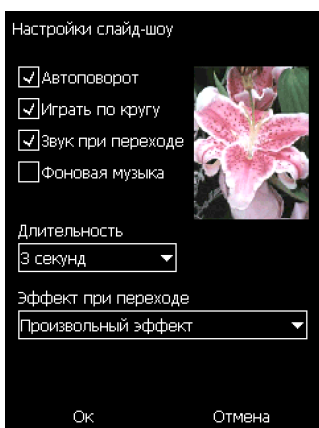 Настройки слайд-шоу
Автоповорот
Играть по кругу
Звук при переходе
Фоновая музыка
Длительность
3 секунд
Эффект при переходе
Произвольный эффект
Ок Отмена